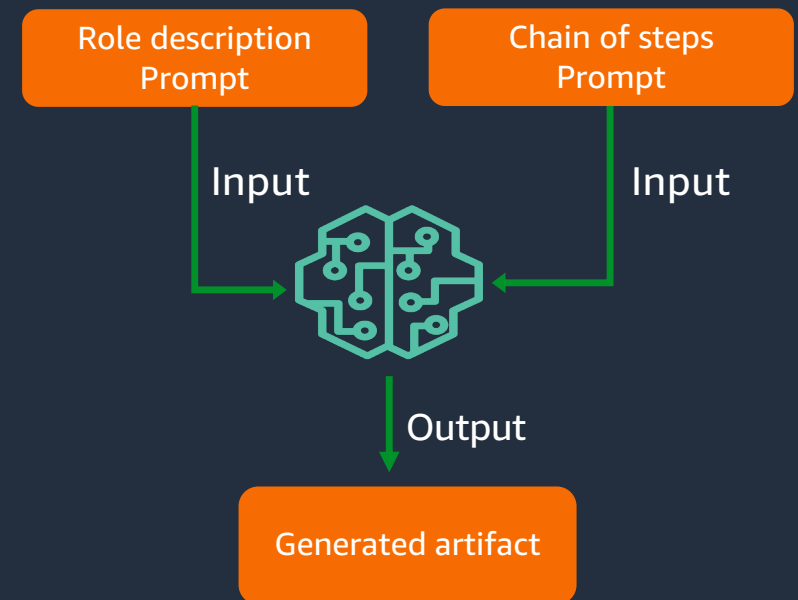 Role description
Prompt
Chain of steps
Prompt
Input
Input
Output
Generated artifact